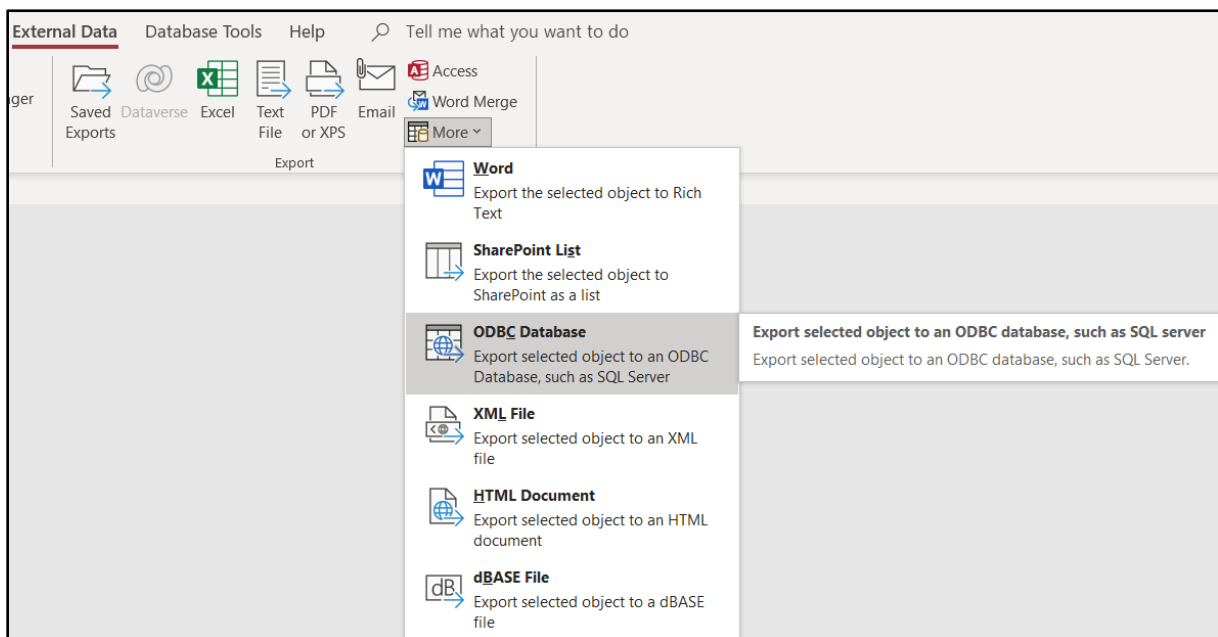 External Data Database Tools Help Tell me what you want to do
ager
Saved Exports
Dataverse
Excel
Text File
PDF or XPS
Email
Access
Word Merge
More
Export
Word
Export the selected object to Rich
Text
SharePoint List
Export the selected object to
SharePoint as a list
ODBC Database
Export selected object to an ODBC
Database, such as SQL Server
Export selected object to an ODBC database, such as SQL server
Export selected object to an ODBC database, such as SQL Server.
XML File
Export selected object to an XML
file
HTML Document
Export selected object to an HTML
document
dB
dBASE File
Export selected object to a dBASE
file